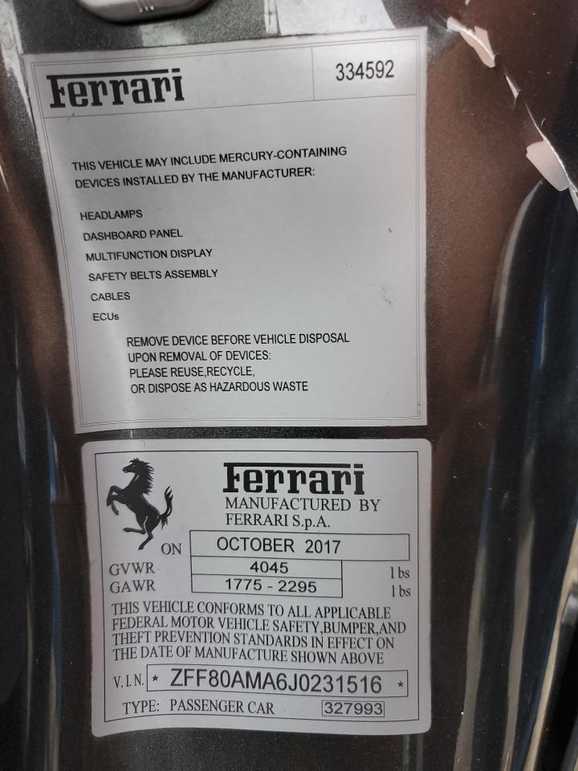 Ferrari
334592
THIS VEHICLE MAY INCLUDE MERCURY-CONTAINING
DEVICES INSTALLED BY THE MANUFACTURER:
HEADLAMPS
DASHBOARD PANEL
MULTIFUNCTION DISPLAY
SAFETY BELTS ASSEMBLY
CABLES
ECUs
REMOVE DEVICE BEFORE VEHICLE DISPOSAL
UPON REMOVAL OF DEVICES:
PLEASE REUSE,RECYCLE,
OR DISPOSE AS HAZARDOUS WASTE
Ferrari
MANUFACTURED BY
FERRARI S.p.A.
ON OCTOBER 2017
GVWR 4045 lbs
GAWR 1775 - 2295 lbs
THIS VEHICLE CONFORMS TO ALL APPLICABLE
FEDERAL MOTOR VEHICLE SAFETY,BUMPER,AND
THEFT PREVENTION STANDARDS IN EFFECT ON
THE DATE OF MANUFACTURE SHOWN ABOVE
V.I.N. * ZFF80AMA6J0231516 *
TYPE: PASSENGER CAR 327993